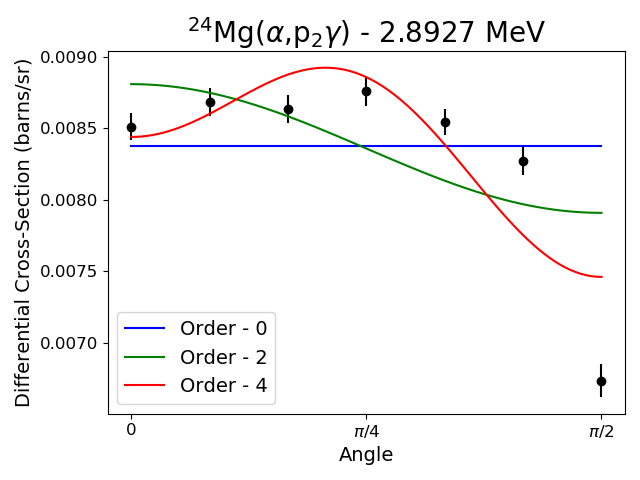 ²⁴Mg(α,p₂γ) - 2.8927 MeV
Differential Cross-Section (barns/sr)
0.0090
0.0085
0.0080
0.0075
0.0070
Order - 0
Order - 2
Order - 4
0
π/4
π/2
Angle